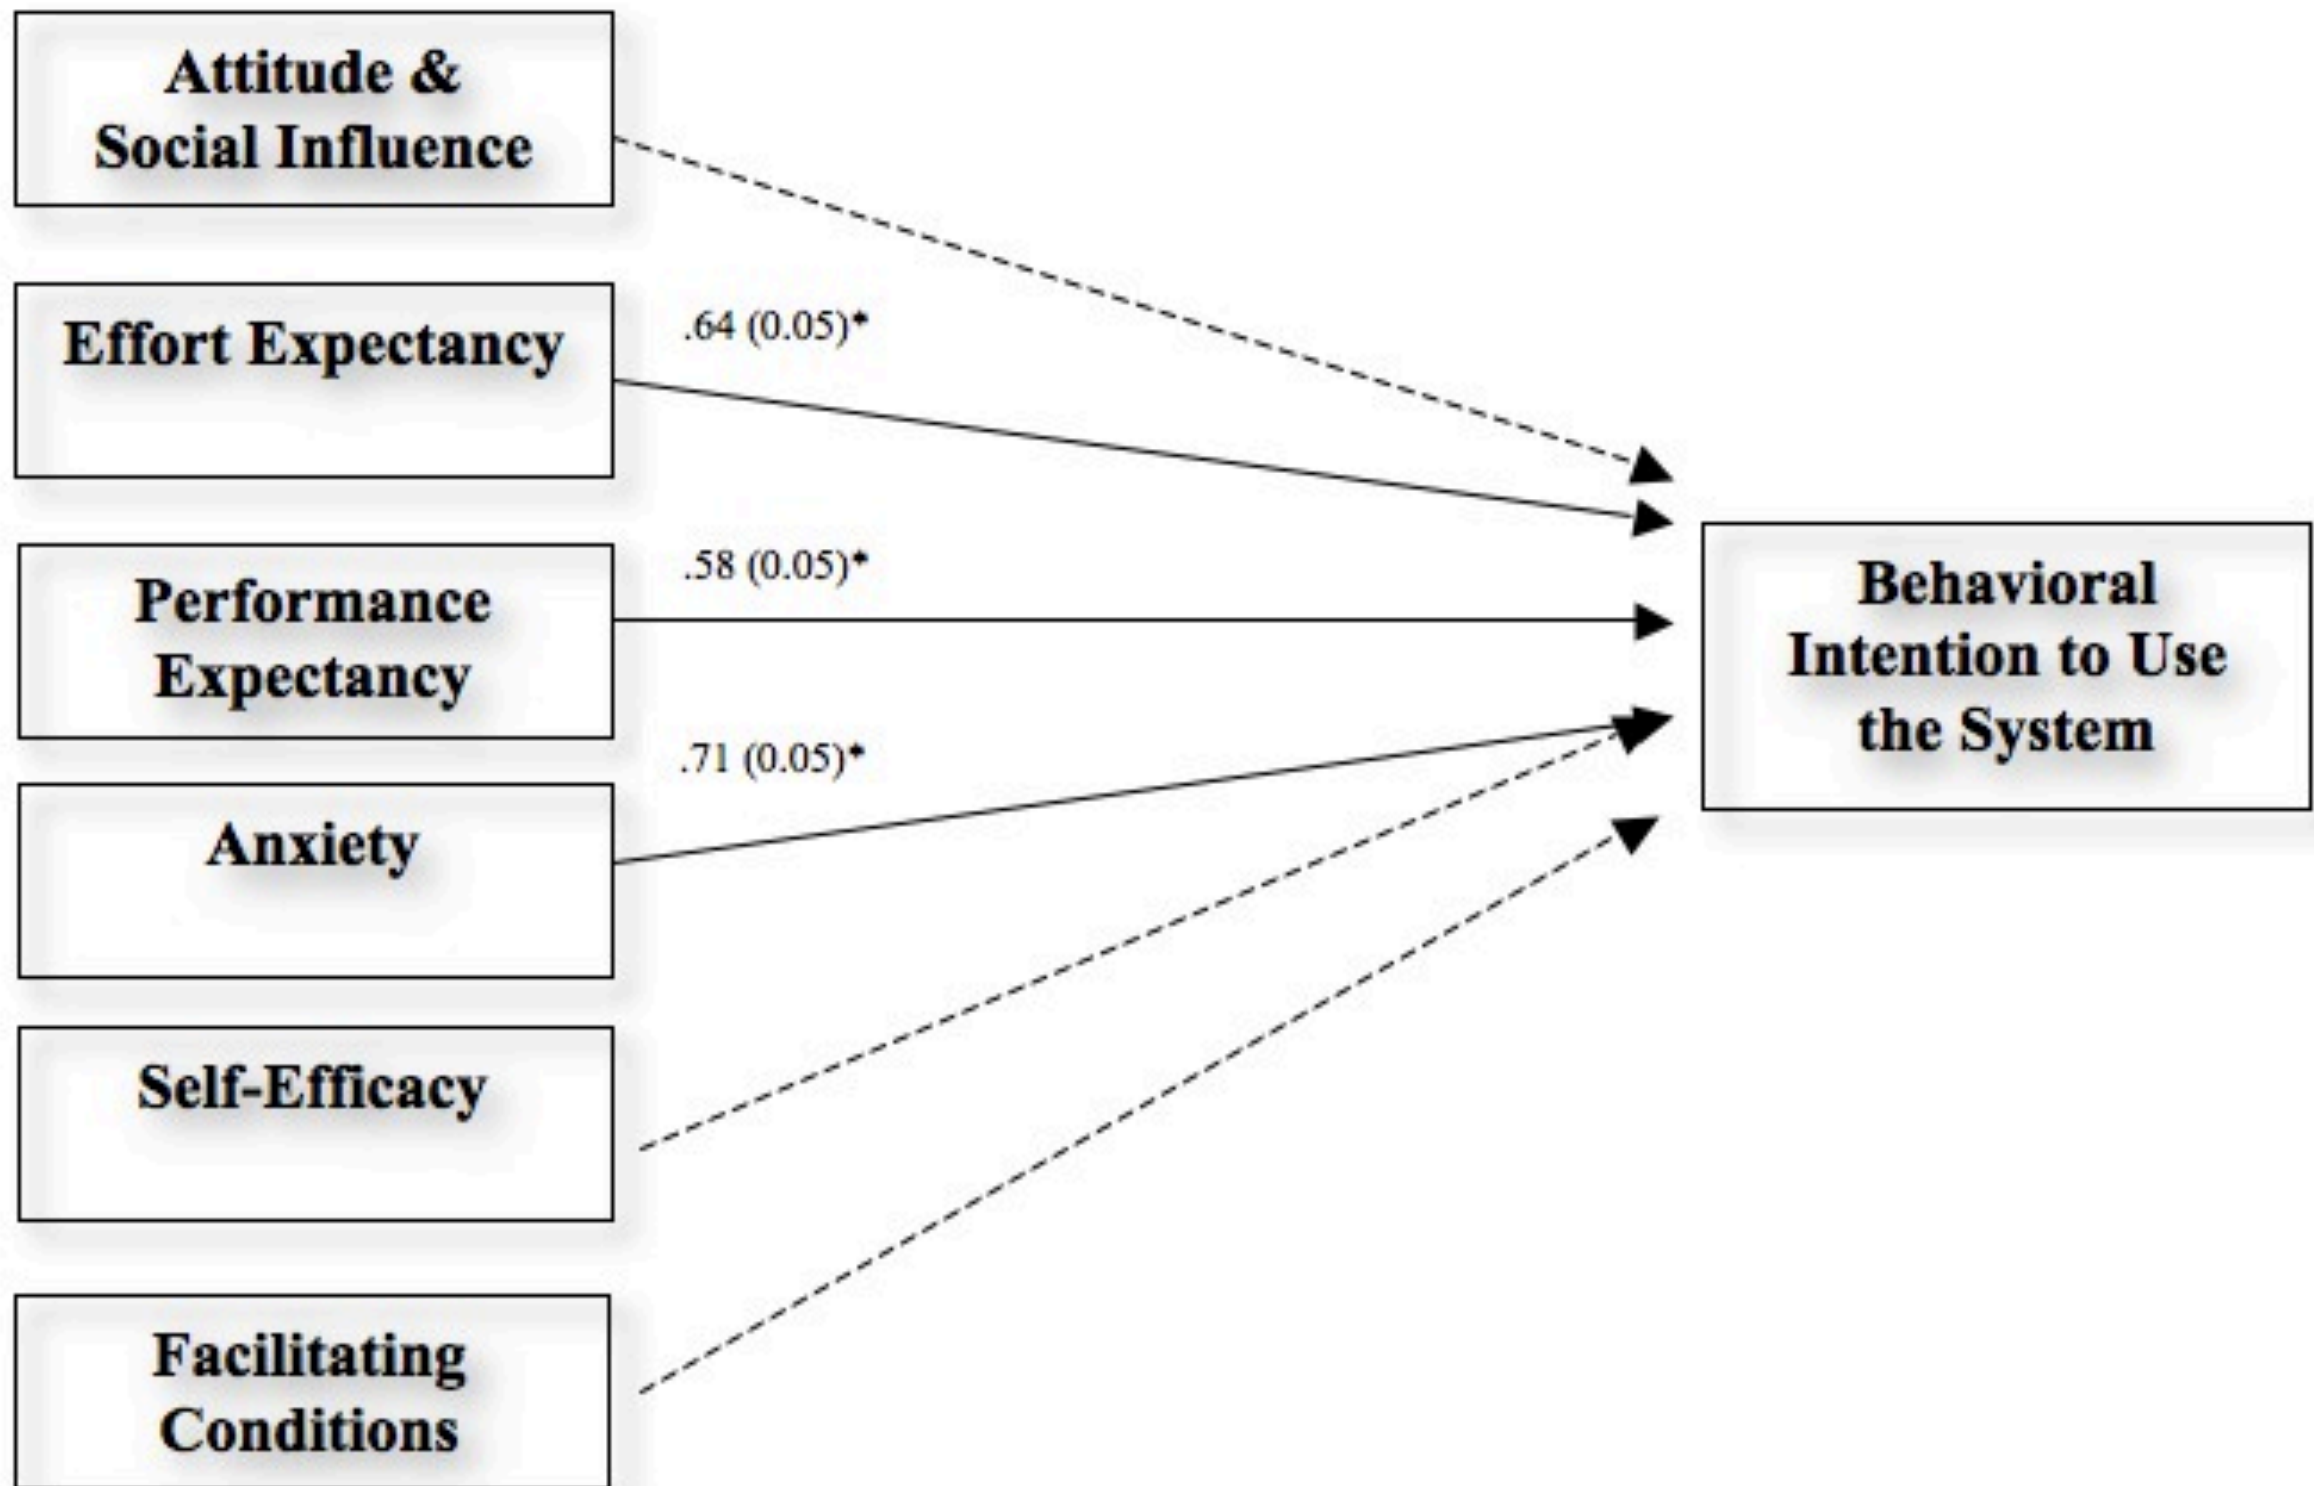 Attitude &
Social Influence
Effort Expectancy
.64 (0.05)*
Performance
Expectancy
.58 (0.05)*
Anxiety
.71 (0.05)*
Self-Efficacy
Facilitating
Conditions
Behavioral
Intention to Use
the System